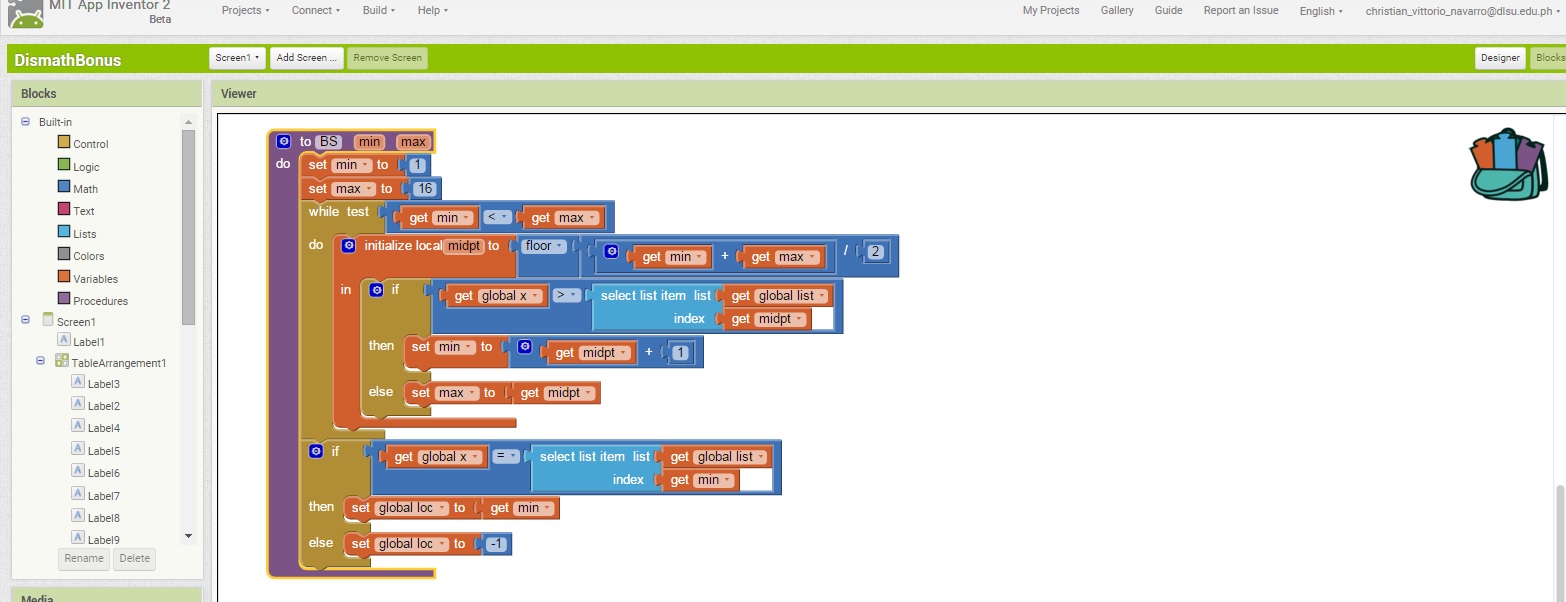 MIT App Inventor 2
Beta
Projects Connect Build Help My Projects Gallery Guide Report an Issue English christian_vittorio_navarro@dlsu.edu.ph
DismathBonus Screen1 Add Screen ... Remove Screen Designer Blocks
Blocks Viewer
Built-in
Control
Logic
Math
Text
Lists
Colors
Variables
Procedures
Screen1
Label1
TableArrangement1
Label3
Label2
Label4
Label5
Label6
Label7
Label8
Label9
Rename Delete
Media
to BS min max
do set min to 1
set max to 16
while test get min < get max
do initialize local midpt to floor get min + get max / 2
in if get global x > select list item list get global list
index get midpt
then set min to get midpt + 1
else set max to get midpt
if get global x = select list item list get global list
index get min
then set global loc to get min
else set global loc to -1